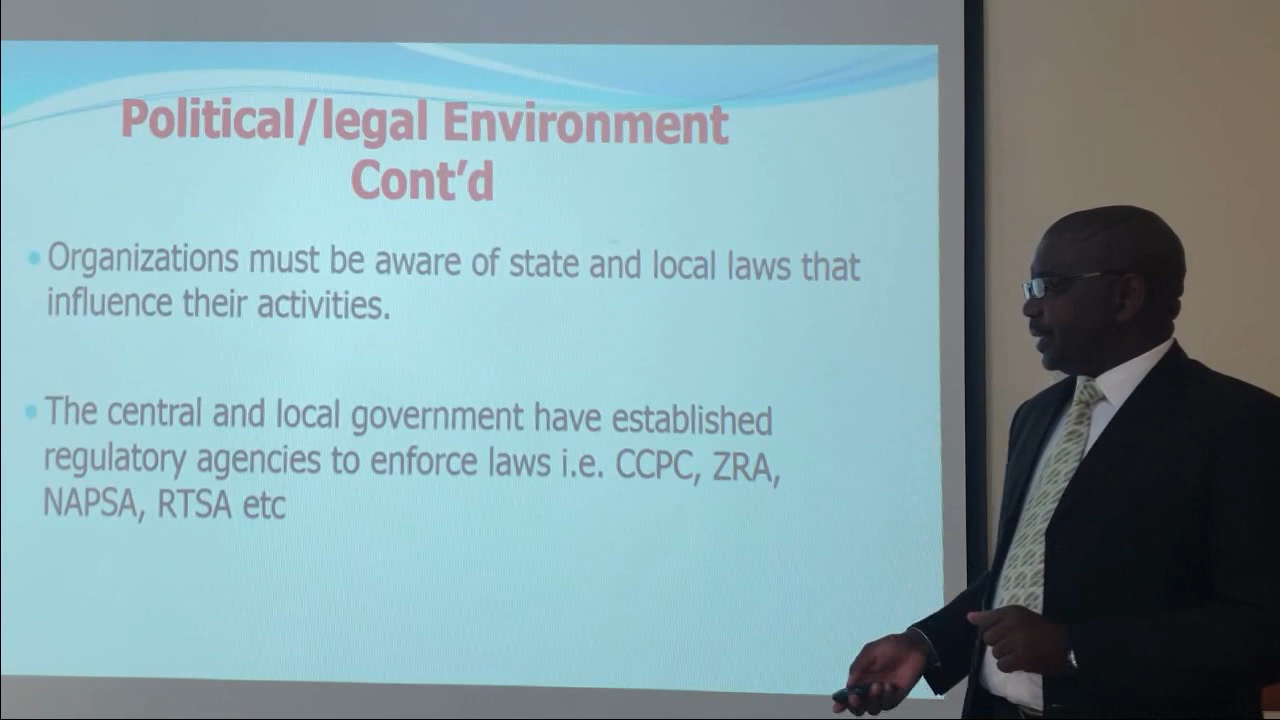 Political/legal Environment
Cont’d
• Organizations must be aware of state and local laws that
influence their activities.
• The central and local government have established
regulatory agencies to enforce laws i.e. CCPC, ZRA,
NAPSA, RTSA etc